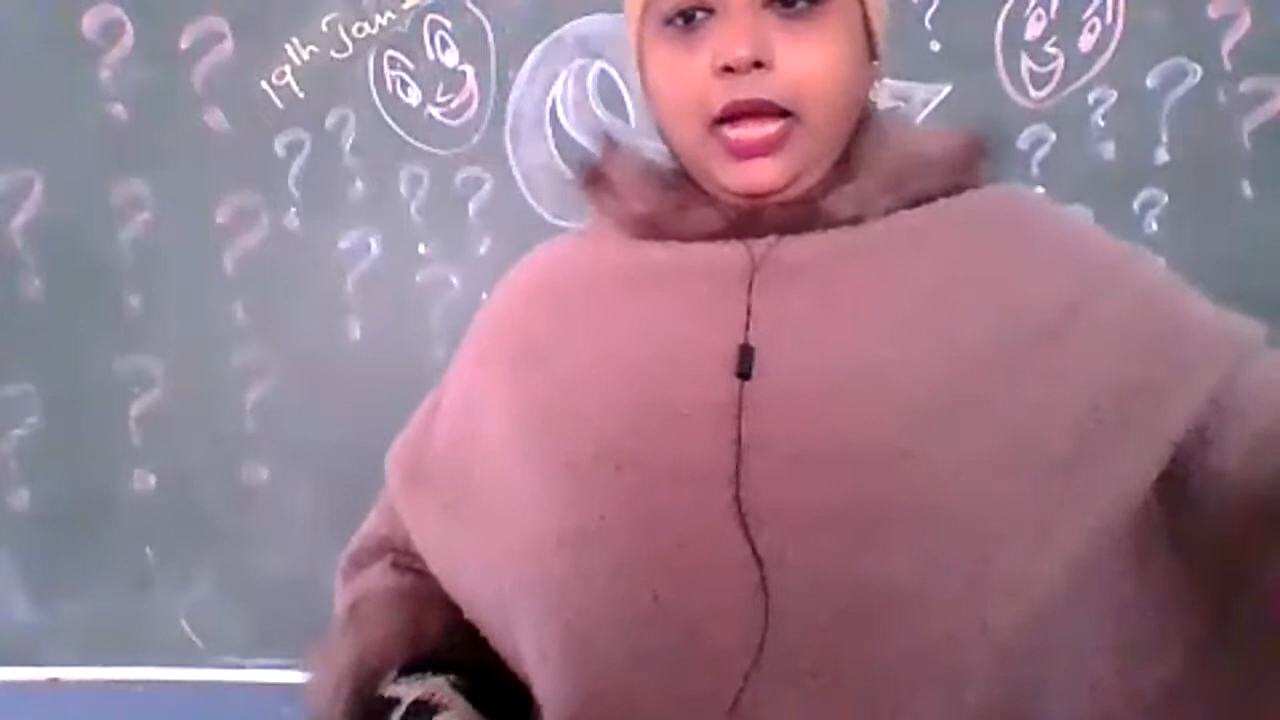 ? ? 19th Jan - ? ?
? ? ? ? ?
? ? ? ? ? ? ?
? ?
? ? ?